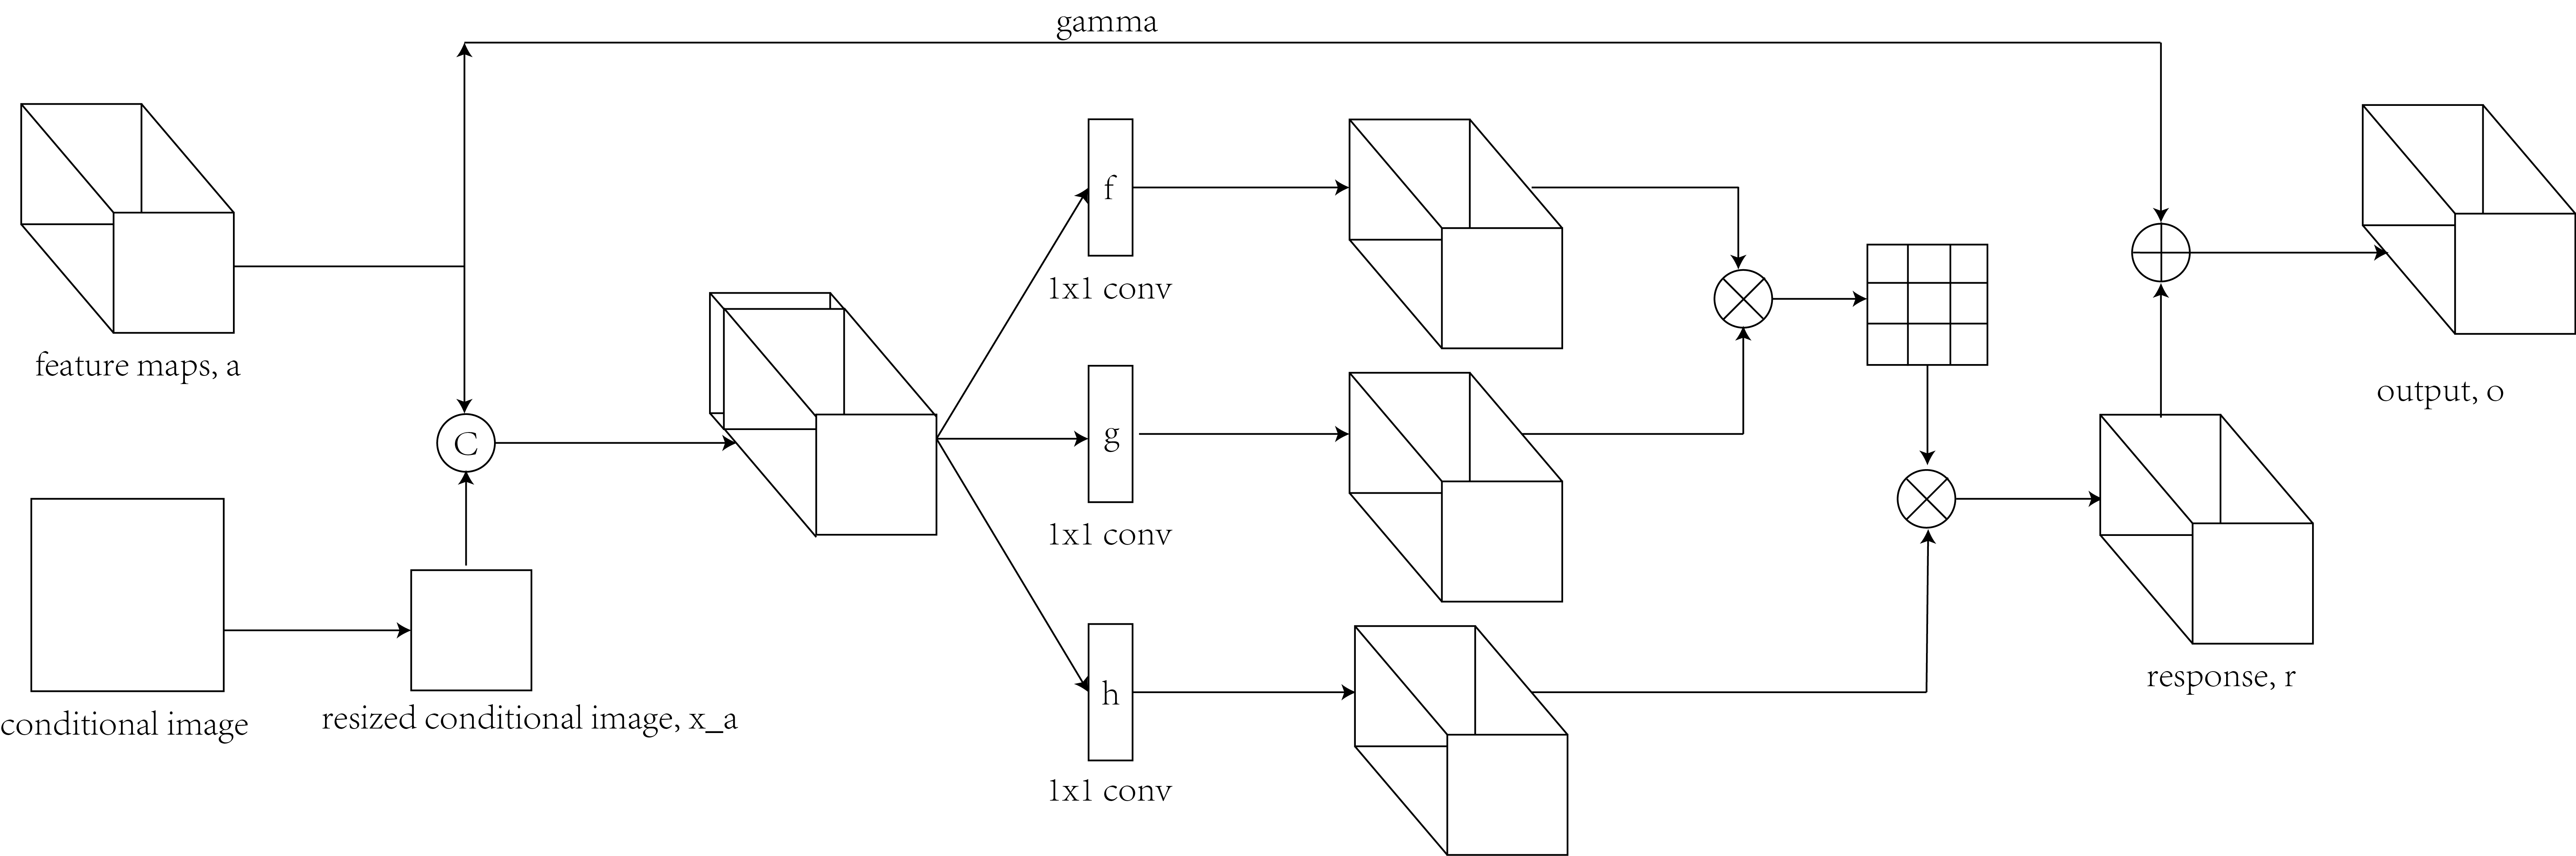 gamma
feature maps, a
C
conditional image
resized conditional image, x_a
f
1x1 conv
g
1x1 conv
h
1x1 conv
response, r
output, o